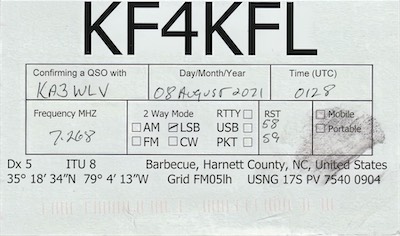 KF4KFL
Confirming a QSO with Day/Month/Year Time (UTC)
KA3WLV 08 August 2021 0128
Frequency MHZ 2 Way Mode RTTY RST Mobile
7.268 AM LSB USB 58 Portable
FM CW PKT 59
Dx 5 ITU 8 Barbecue, Harnett County, NC, United States
35° 18' 34"N 79° 4' 13"W Grid FM05lh USNG 17S PV 7540 0904